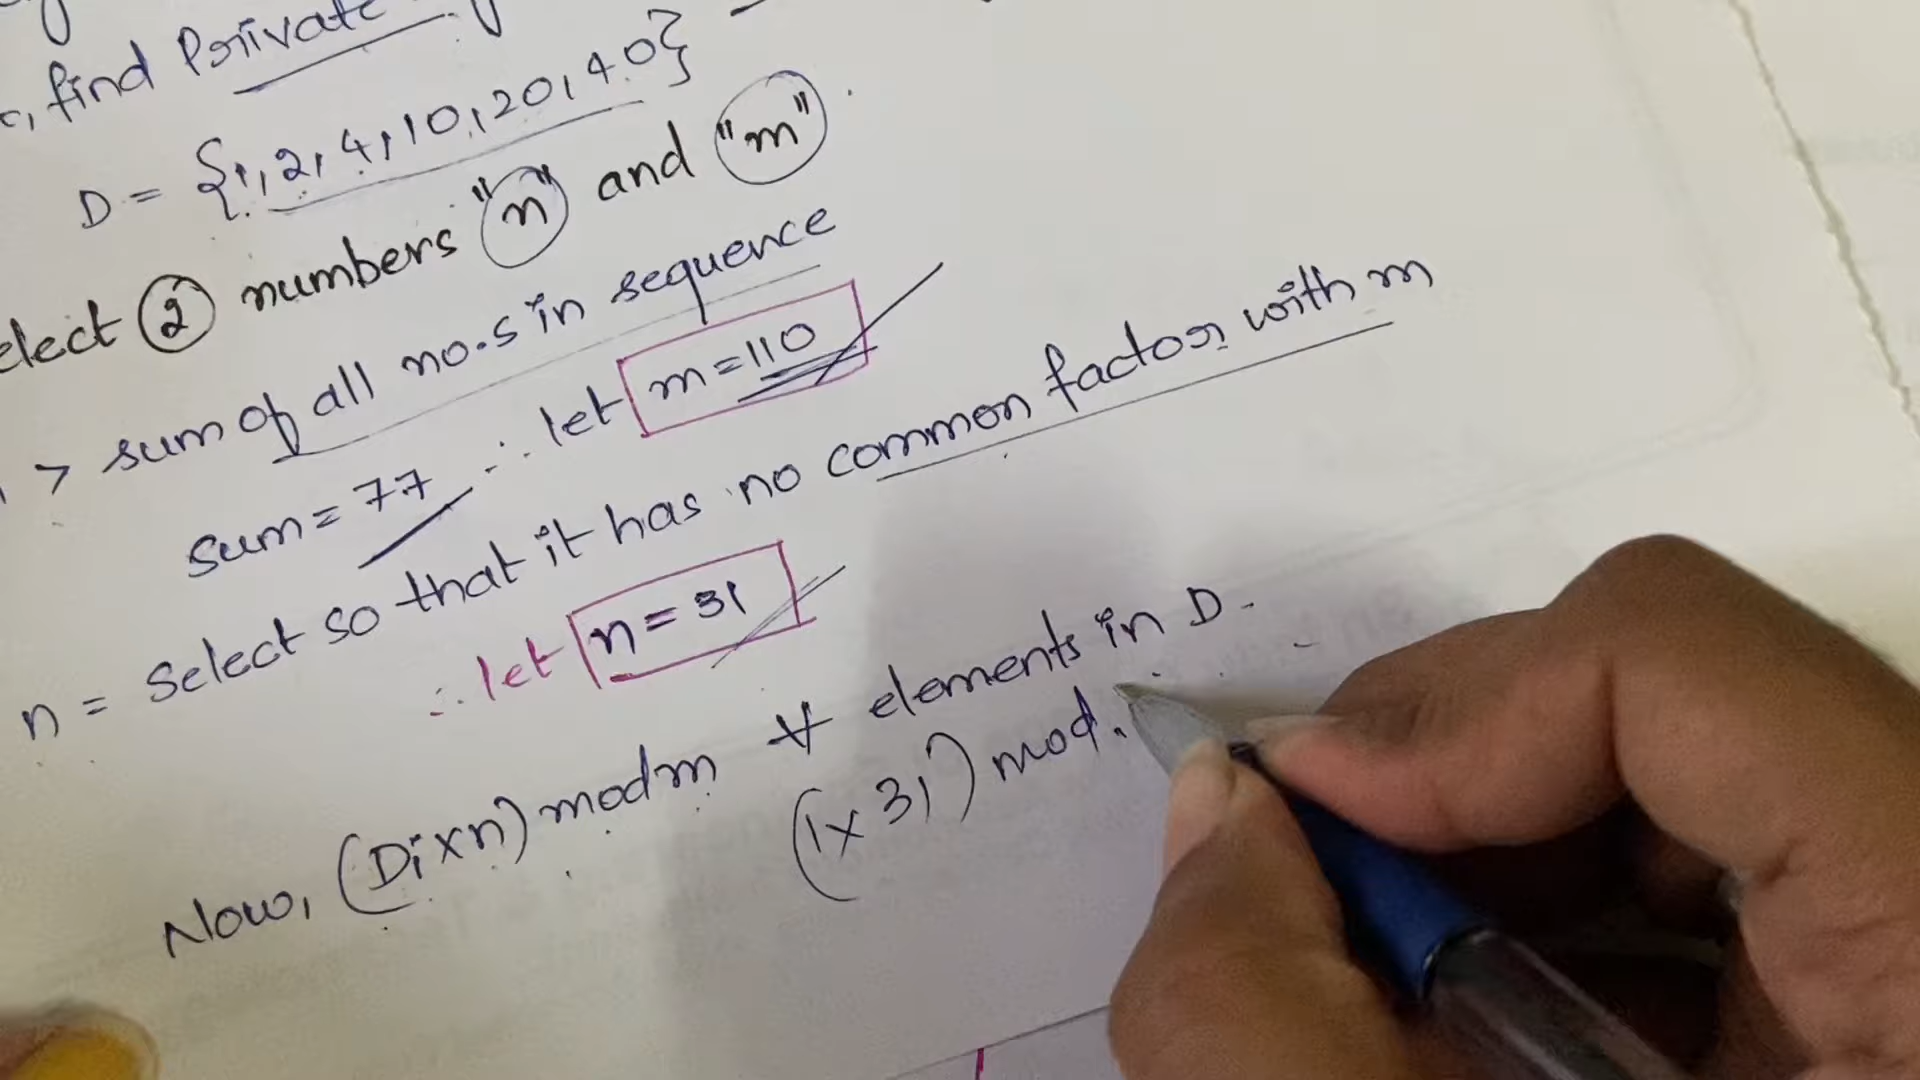 find Private
D = {1, 2, 4, 10, 20, 40}
2 numbers "n" and "m".
> sum of all no.s in sequence
sum = 77 ∴ let m = 110
n = Select so that it has no common factor with m
∴ let n = 31
Now, (Di x n) mod m ∀ elements in D.
(1 x 31) mod